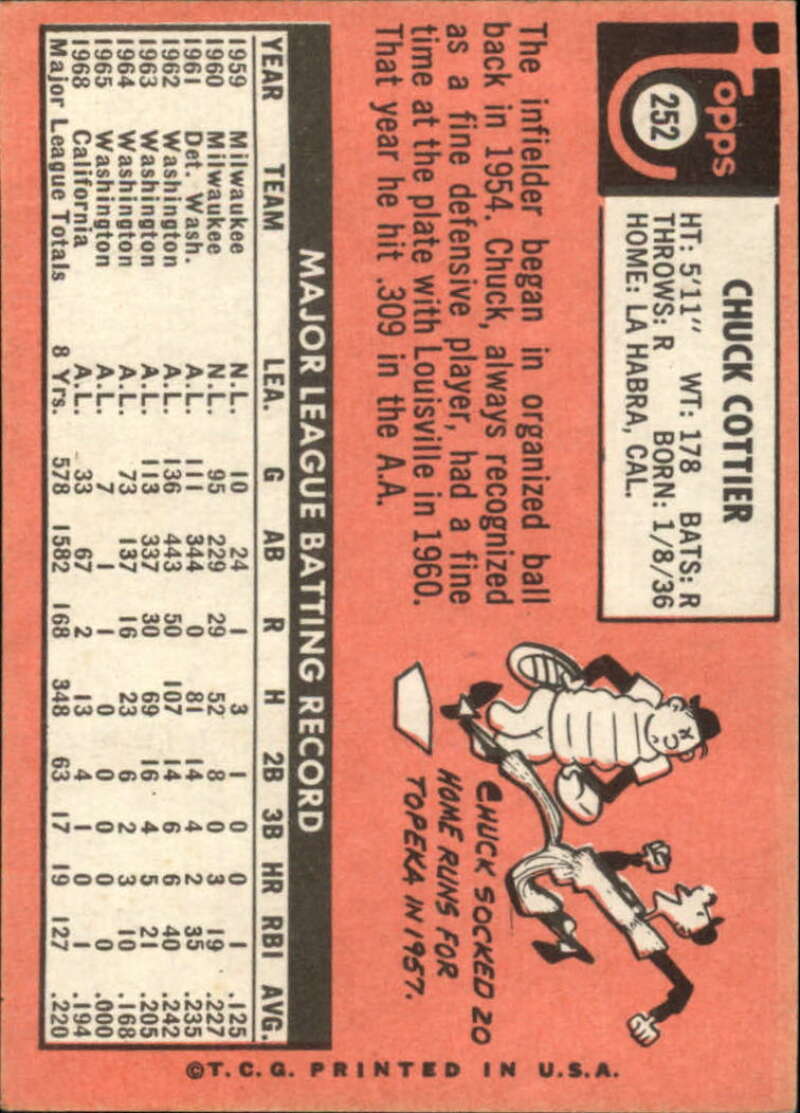 Topps
252
CHUCK COTTIER
HT: 5'11" WT: 178 BATS: R
THROWS: R BORN: 1/8/36
HOME: LA HABRA, CAL.
The infielder began in organized ball
back in 1954. Chuck, always recognized
as a fine defensive player, had a fine
time at the plate with Louisville in 1960.
That year he hit .309 in the A.A.
CHUCK SOCKED 20
HOME RUNS FOR
TOPEKA IN 1957.
MAJOR LEAGUE BATTING RECORD
YEAR TEAM LEA. G AB R H 2B 3B HR RBI AVG.
1959 Milwaukee N.L. 10 24 1 3 1 0 0 1 .125
1960 Milwaukee N.L. 95 229 29 52 8 0 3 19 .227
1961 Det. Wash. A.L. 111 344 0 81 14 4 2 35 .235
1962 Washington A.L. 136 443 50 107 14 6 6 40 .242
1963 Washington A.L. 113 337 30 69 16 4 5 21 .205
1964 Washington A.L. 73 137 16 23 6 2 3 10 .168
1965 Washington A.L. 7 1 1 0 0 0 0 0 .000
1968 California A.L. 33 67 2 13 4 1 0 1 .194
Major League Totals 8 Yrs. 578 1582 168 348 63 17 19 127 .220
©T.C.G. PRINTED IN U.S.A.